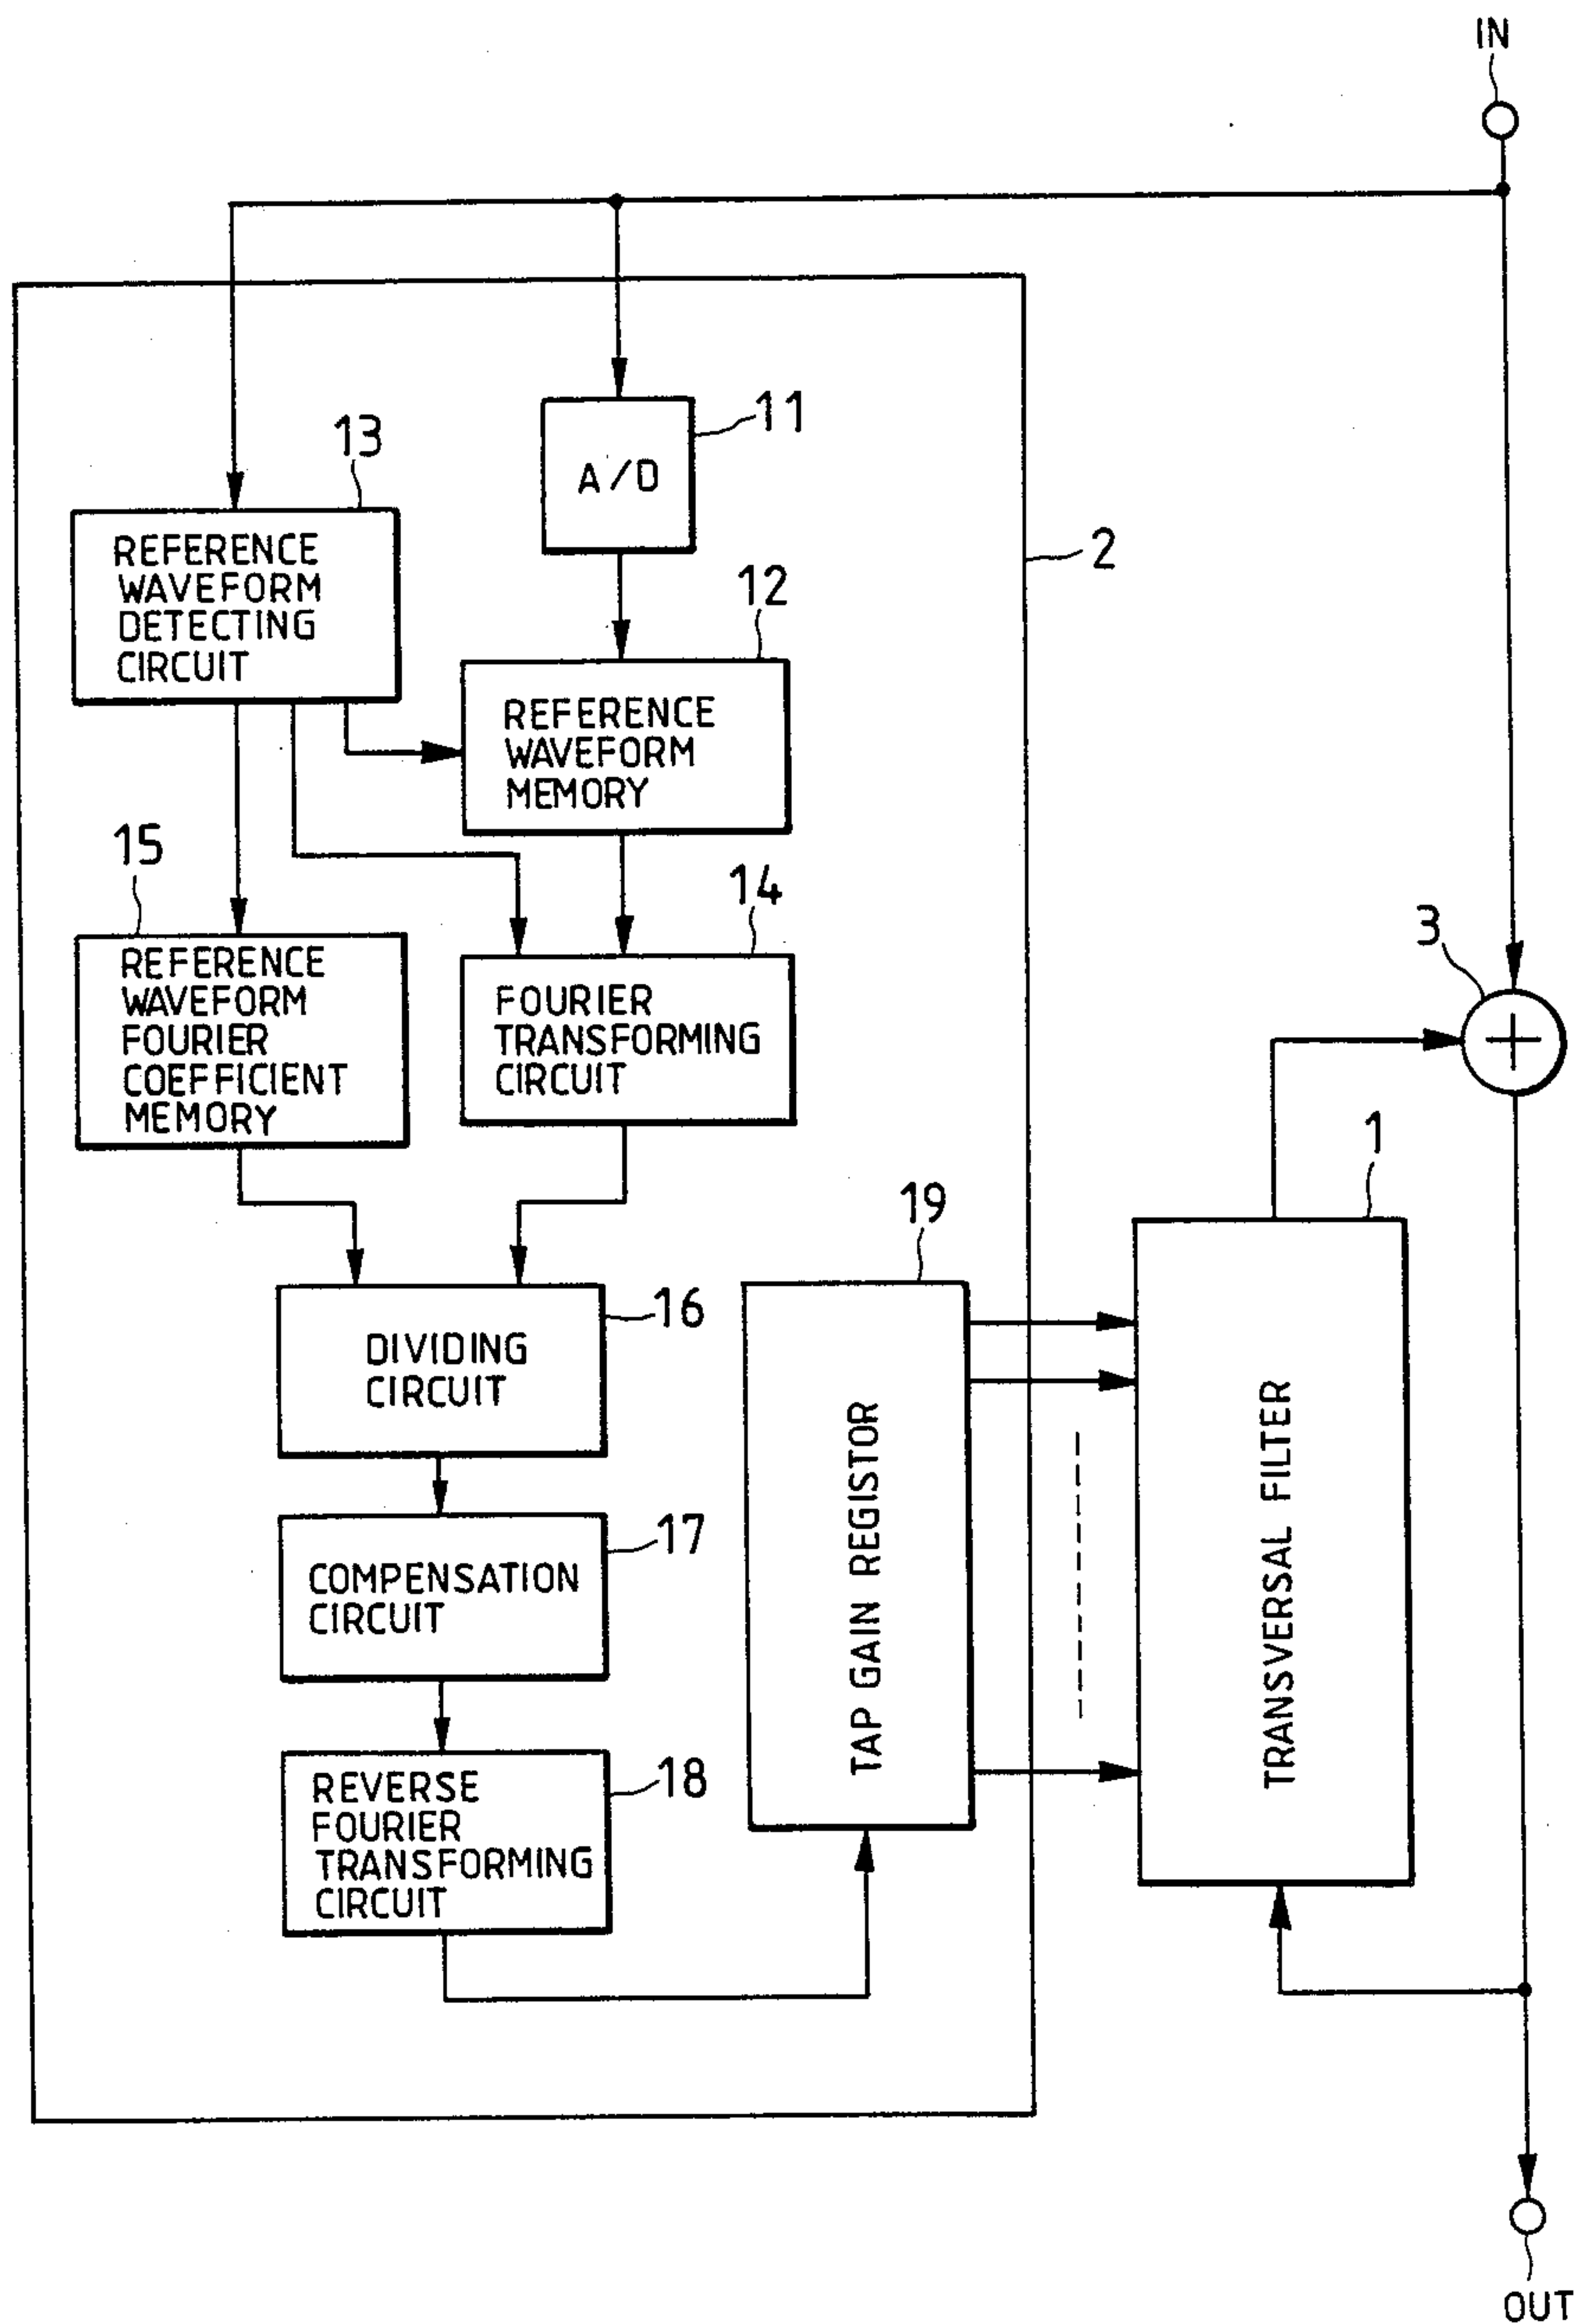 IN
11
A/D
13
REFERENCE
WAVEFORM
DETECTING
CIRCUIT
2
12
REFERENCE
WAVEFORM
MEMORY
15
REFERENCE
WAVEFORM
FOURIER
COEFFICIENT
MEMORY
14
FOURIER
TRANSFORMING
CIRCUIT
3
+
1
TRANSVERSAL FILTER
19
TAP GAIN REGISTOR
16
DIVIDING
CIRCUIT
17
COMPENSATION
CIRCUIT
18
REVERSE
FOURIER
TRANSFORMING
CIRCUIT
OUT